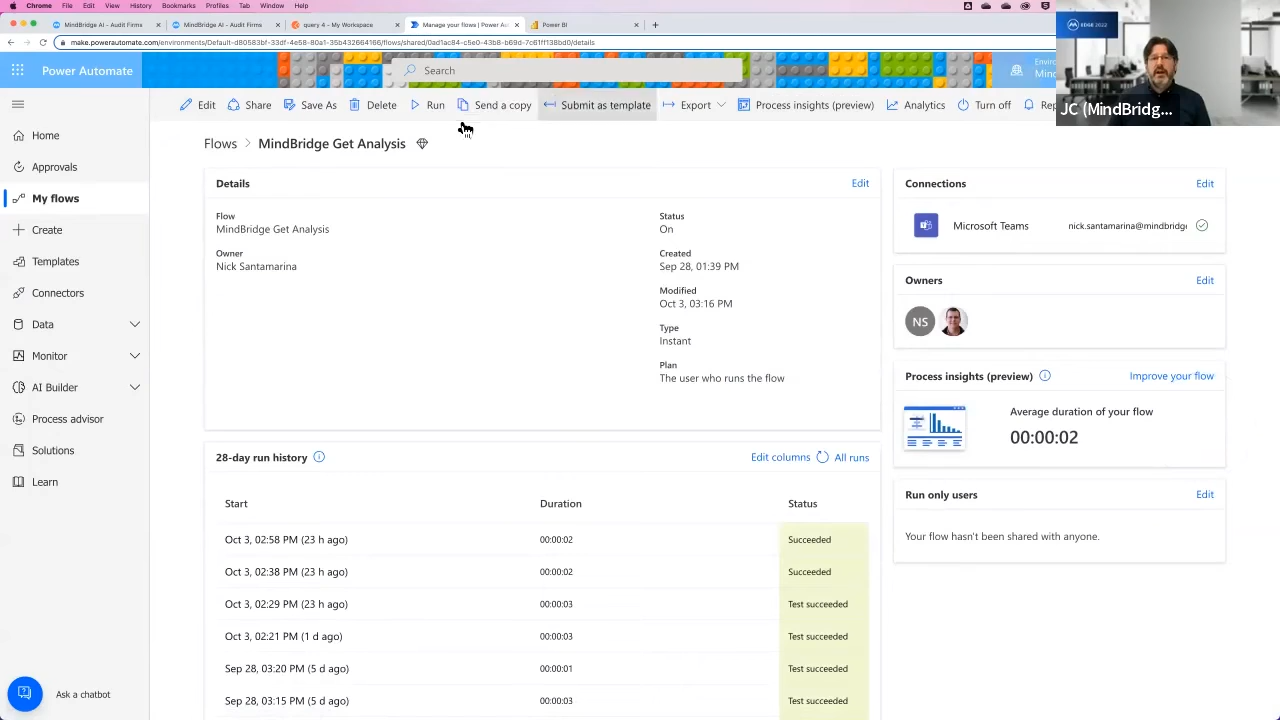 Chrome File Edit View History Bookmarks Profiles Tab Window Help
MindBridge AI - Audit Firms MindBridge AI - Audit Firms query 4 - My Workspace Manage your flows | Power Aut Power BI
make.powerautomate.com/environments/Default-d80583bf-33df-4e58-80a1-35b432664166/flows/shared/0ad1ac84-c5e0-43b8-b69d-7c61ff138bd0/details
EDGE 2022
Power Automate Search Mind
JC (MindBridg...
Edit Share Save As Delete Run Send a copy Submit as template Export Process insights (preview) Analytics Turn off
Flows > MindBridge Get Analysis
Home
Approvals
My flows
Create
Templates
Connectors
Data
Monitor
AI Builder
Process advisor
Solutions
Learn
Ask a chatbot
Details Edit
Flow
MindBridge Get Analysis
Owner
Nick Santamarina
Status
On
Created
Sep 28, 01:39 PM
Modified
Oct 3, 03:16 PM
Type
Instant
Plan
The user who runs the flow
28-day run history Edit columns All runs
Start Duration Status
Oct 3, 02:58 PM (23 h ago) 00:00:02 Succeeded
Oct 3, 02:38 PM (23 h ago) 00:00:02 Succeeded
Oct 3, 02:29 PM (23 h ago) 00:00:03 Test succeeded
Oct 3, 02:21 PM (1 d ago) 00:00:03 Test succeeded
Sep 28, 03:20 PM (5 d ago) 00:00:01 Test succeeded
Sep 28, 03:15 PM (5 d ago) 00:00:03 Test succeeded
Connections Edit
Microsoft Teams nick.santamarina@mindbridge
Owners Edit
NS
Process insights (preview) Improve your flow
Average duration of your flow
00:00:02
Run only users Edit
Your flow hasn't been shared with anyone.